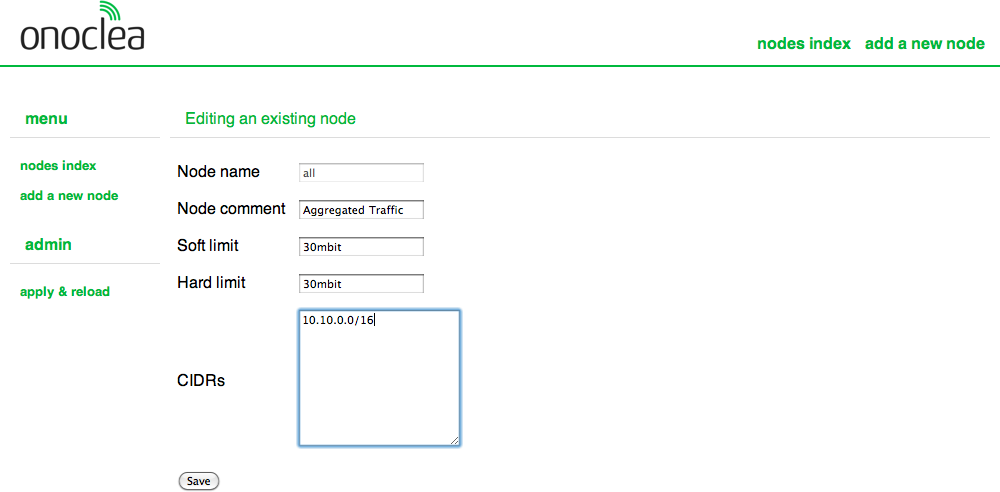 onoclea
nodes index add a new node
menu
Editing an existing node
nodes index
add a new node
admin
apply & reload
Node name all
Node comment Aggregated Traffic
Soft limit 30mbit
Hard limit 30mbit
CIDRs 10.10.0.0/16
Save